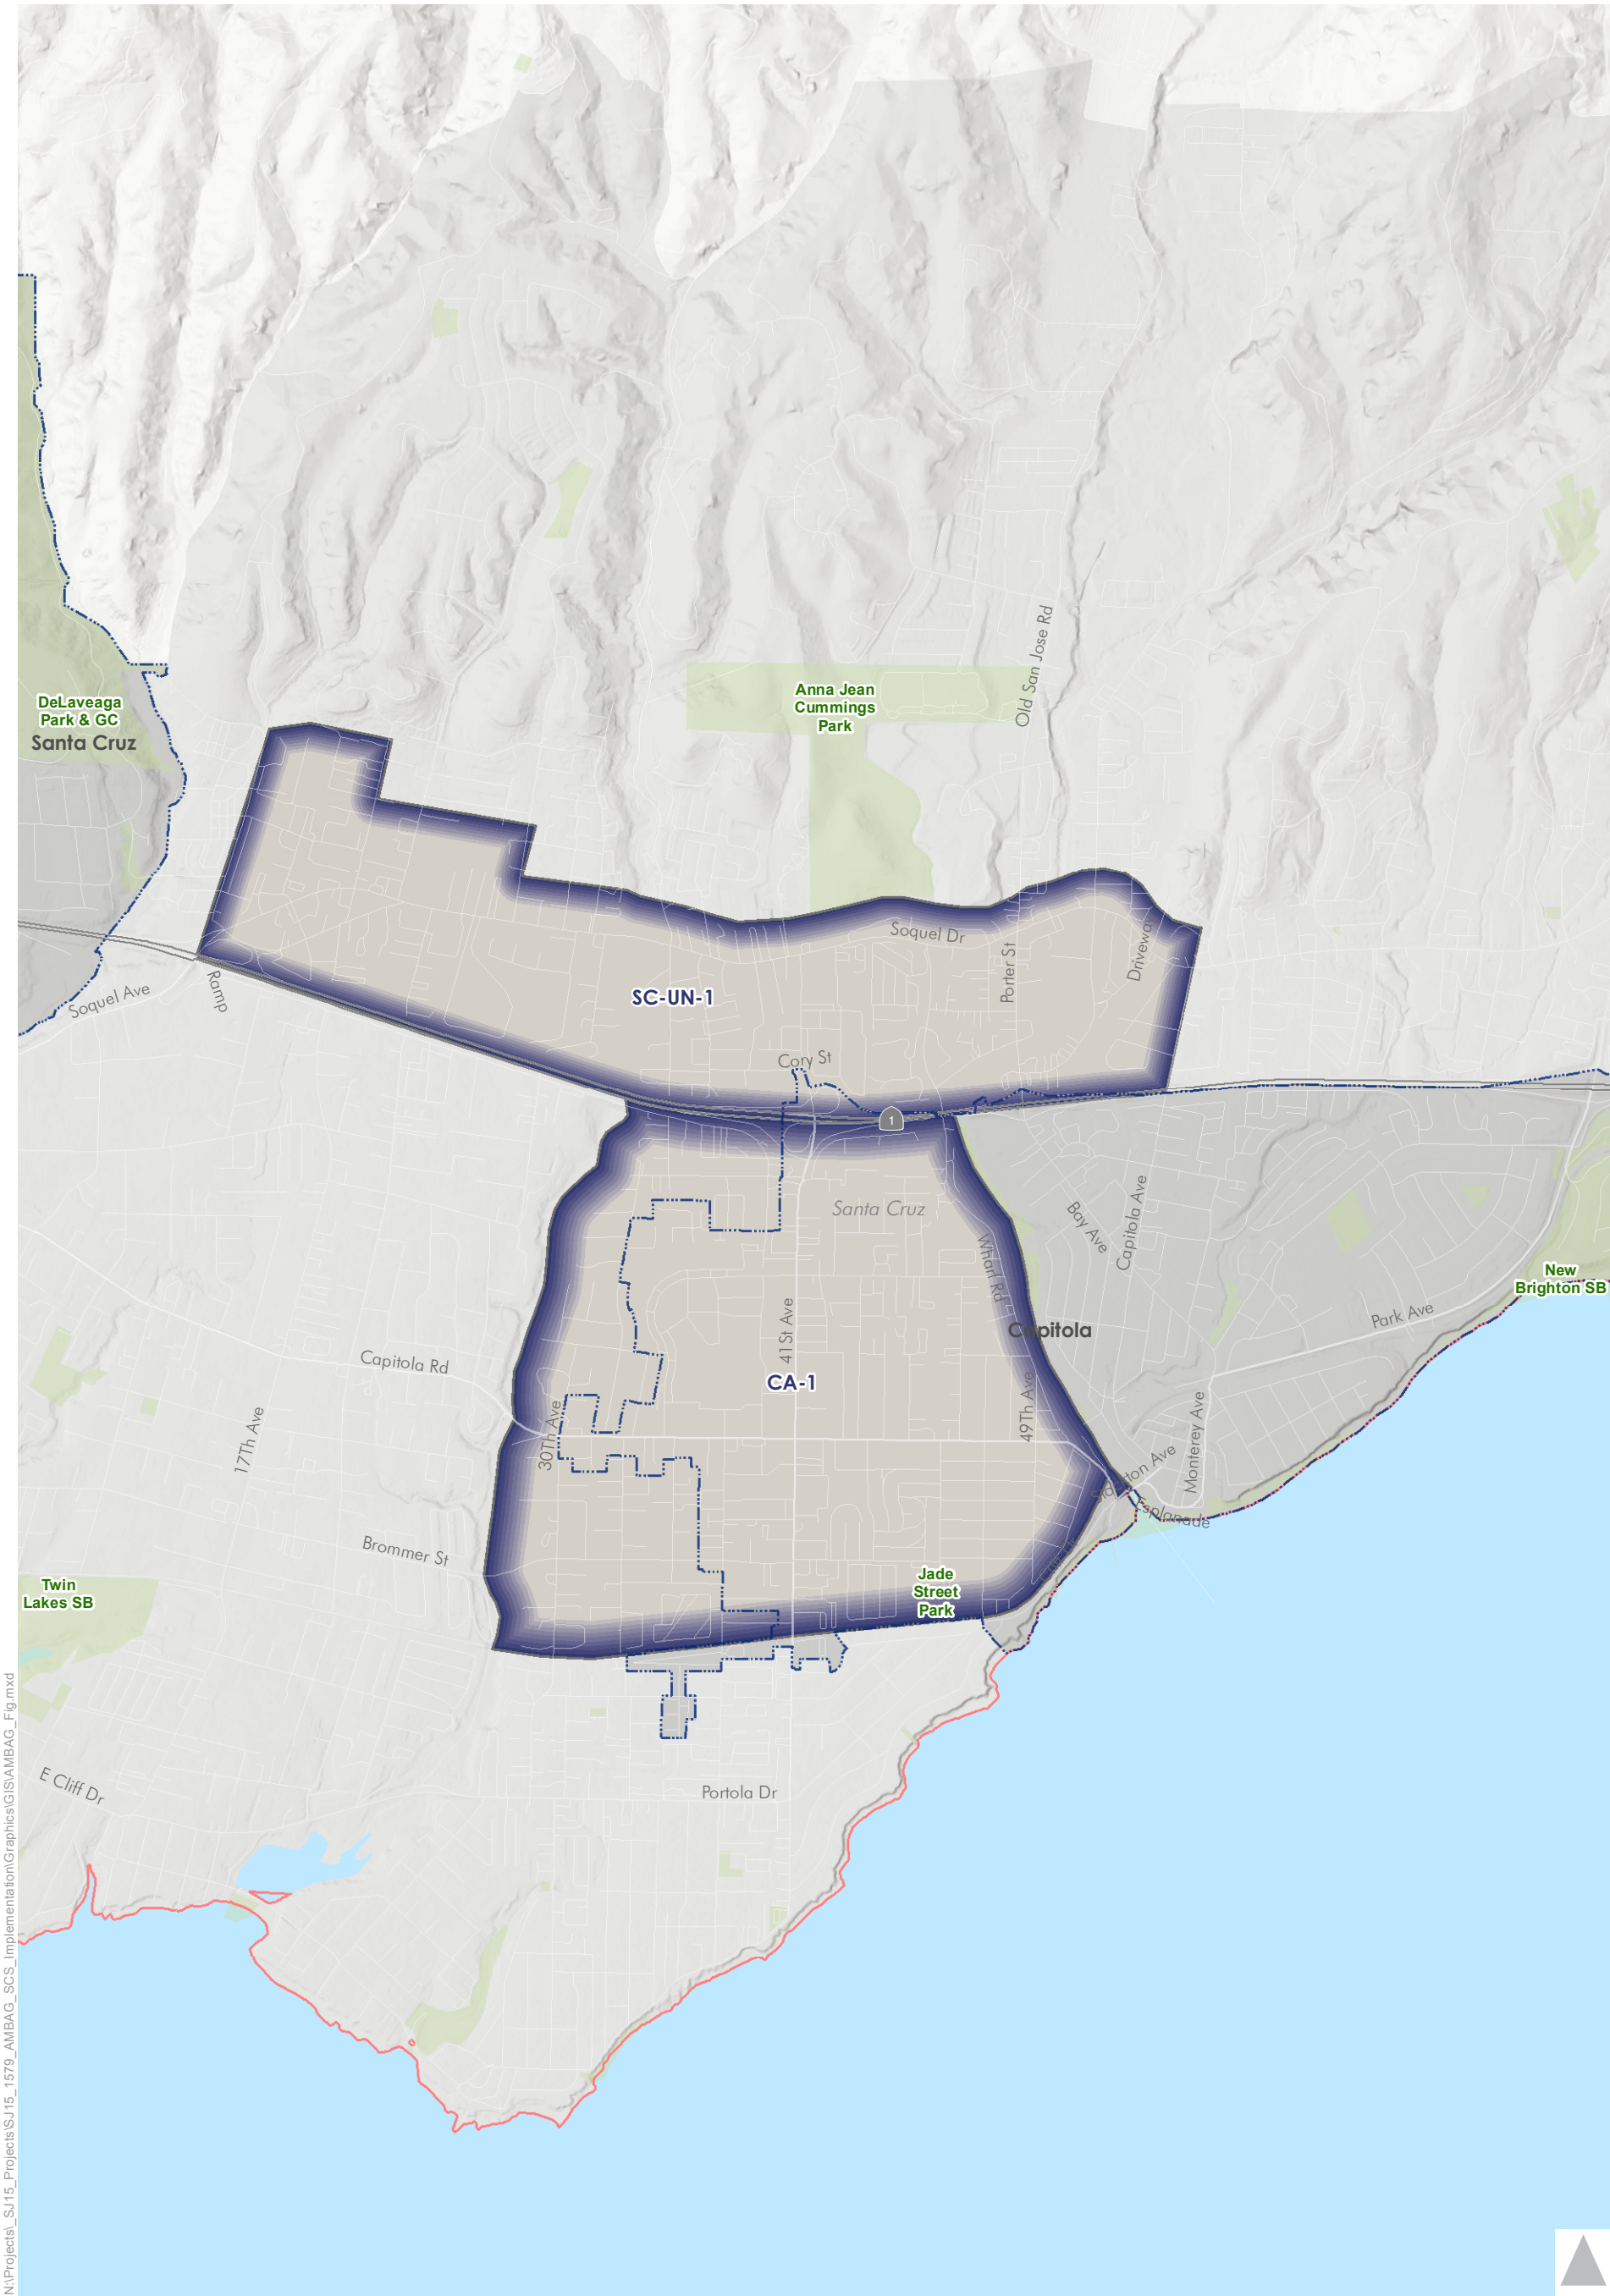 Old San Jose Rd
Anna Jean
Cummings
Park
DeLaveaga
Park & GC
Santa Cruz
Soquel Dr
Driveway
Porter St
Ramp
Soquel Ave
SC-UN-1
Cory St
1
Santa Cruz
Bay Ave
Capitola Ave
Wharf Rd
New
Brighton SB
Park Ave
41St Ave
Capitola
Capitola Rd
CA-1
49Th Ave
Monterey Ave
17Th Ave
30Th Ave
Esplanade
Brommer St
Jade
Street
Park
Twin
Lakes SB
E Cliff Dr
Portola Dr
N:\Projects\_SJ15_Projects\SJ15_1579_AMBAG_SCS_Implementation\Graphics\GIS\AMBAG_Fig.mxd